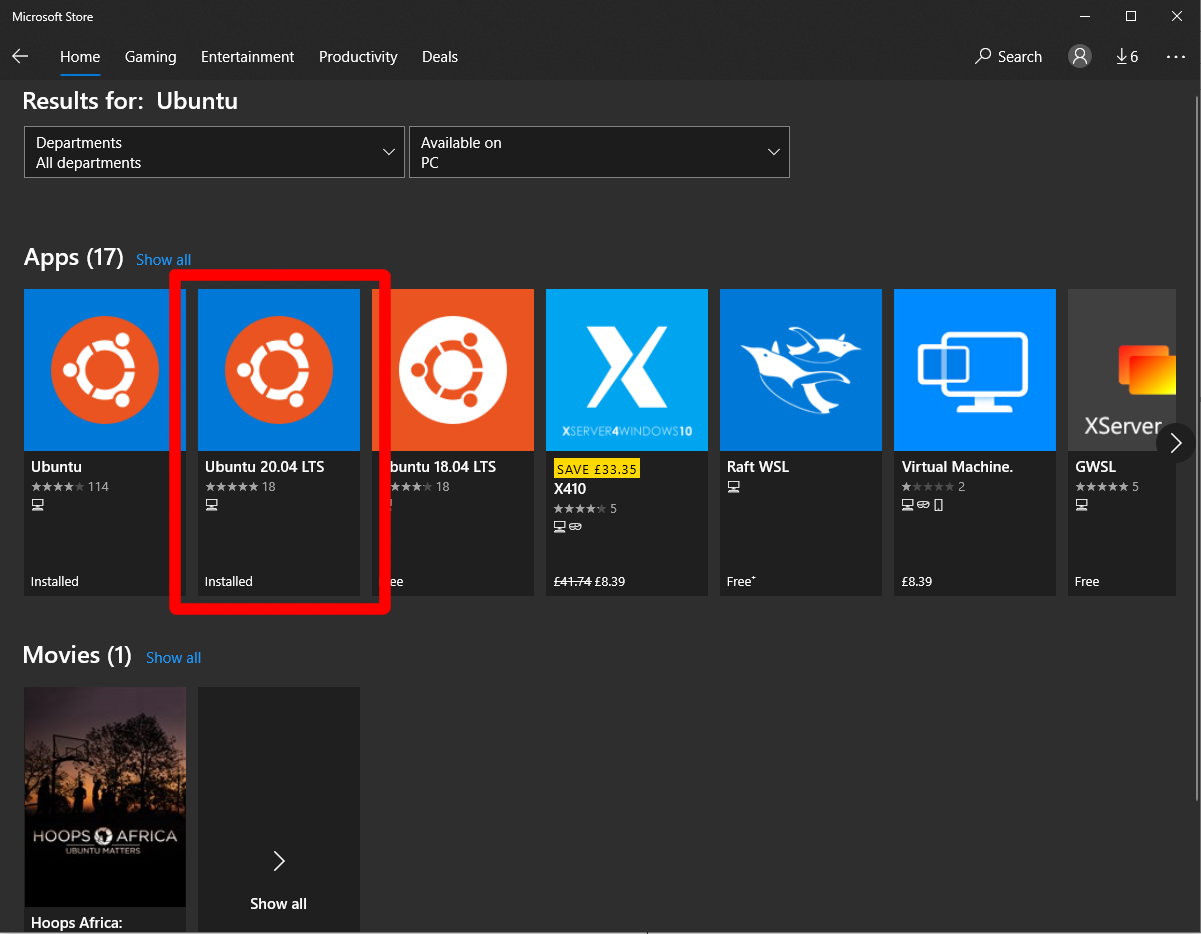 Microsoft Store
Home Gaming Entertainment Productivity Deals Search 6
Results for: Ubuntu
Departments
All departments
Available on
PC
Apps (17) Show all
XSERVER4WINDOWS10
XServer
Ubuntu
114
Installed
Ubuntu 20.04 LTS
18
Installed
buntu 18.04 LTS
18
ee
SAVE £33.35
X410
5
£41.74 £8.39
Raft WSL
Free*
Virtual Machine.
2
£8.39
GWSL
5
Free
Movies (1) Show all
HOOPS AFRICA
UBUNTU MATTERS
Hoops Africa:
Show all